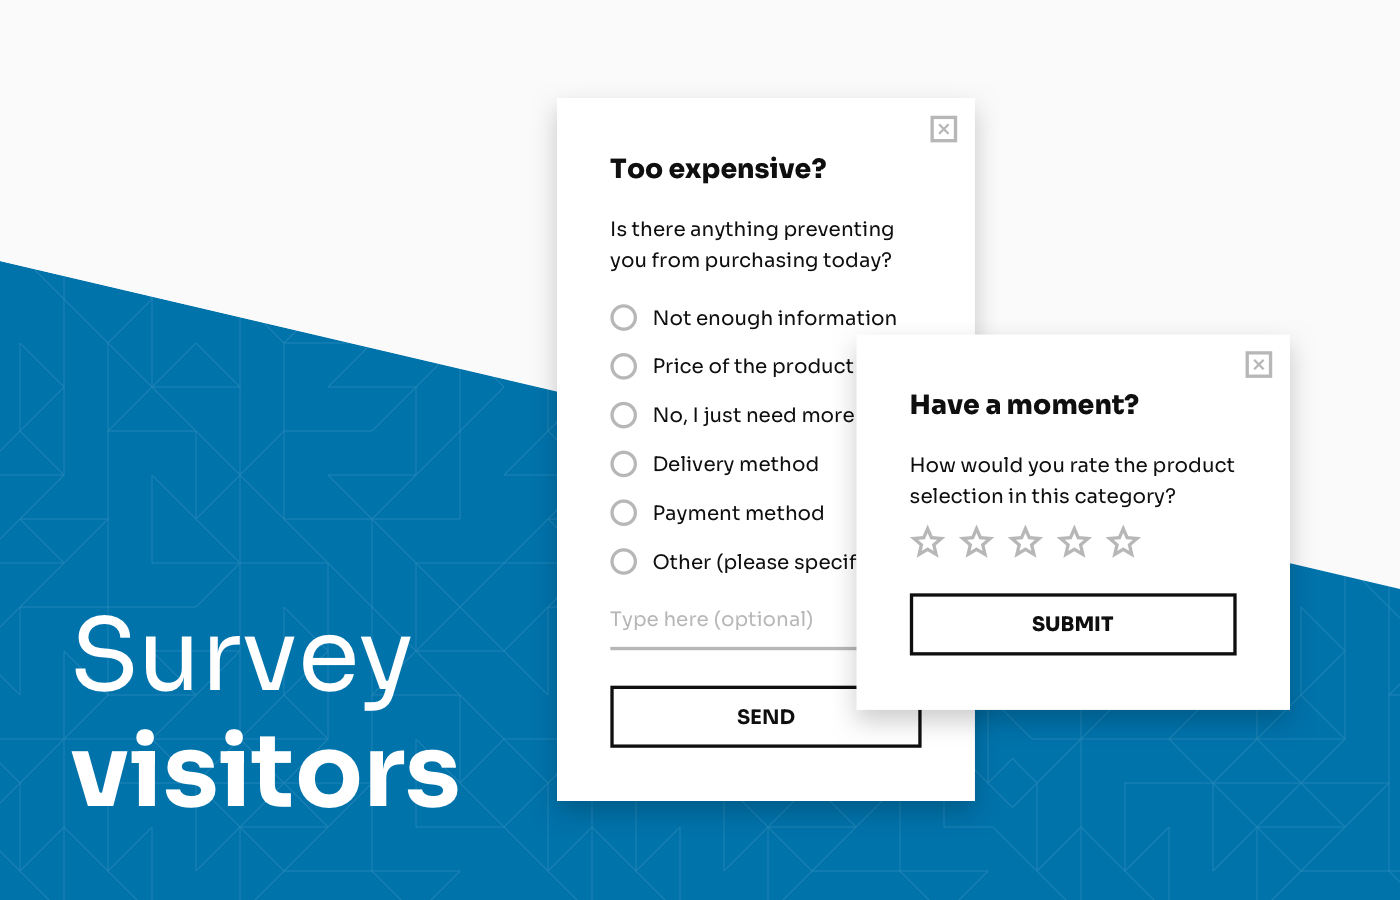 Too expensive?
Is there anything preventing
you from purchasing today?
Not enough information
Price of the product
No, I just need more
Delivery method
Payment method
Other (please
Type here (optional)
SEND
Have a moment?
How would you rate the product
selection in this category?
SUBMIT
Survey
visitors